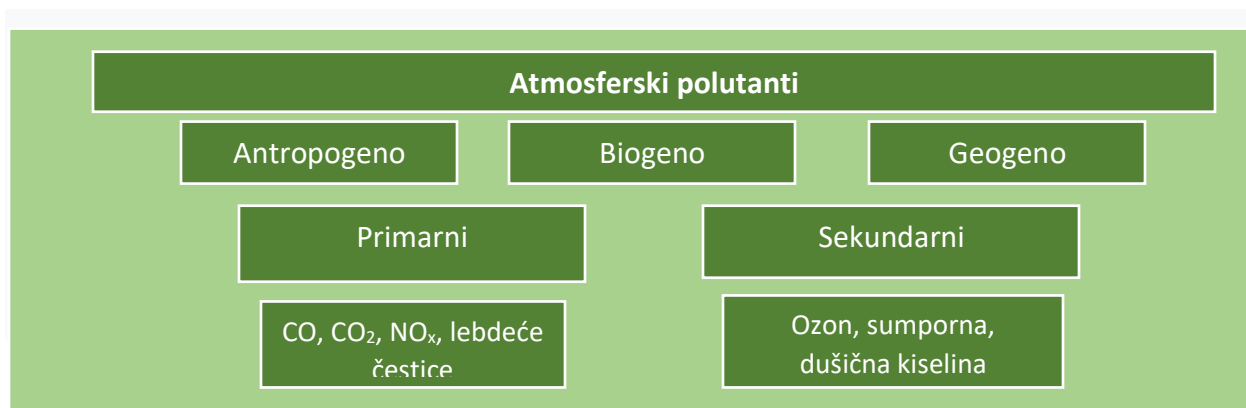 Atmosferski polutanti
Antropogeno
Biogeno
Geogeno
Primarni
Sekundarni
CO, CO₂, NOₓ, lebdeće
čestice
Ozon, sumporna,
dušična kiselina